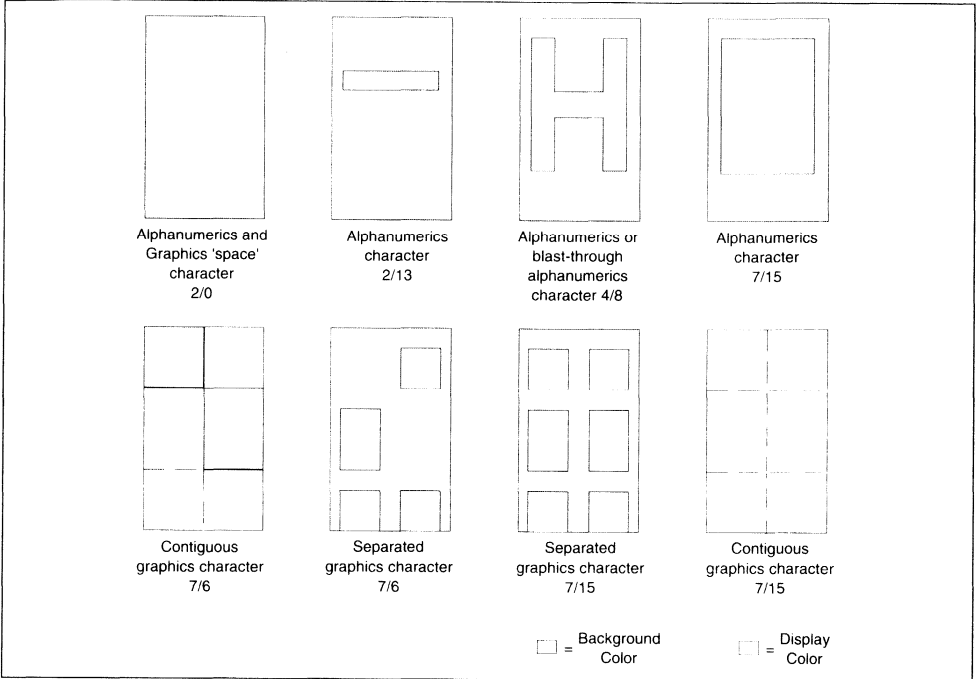 Alphanumerics and
Graphics 'space'
character
2/0
Alphanumerics
character
2/13
Alphanumerics or
blast-through
alphanumerics
character 4/8
Alphanumerics
character
7/15
Contiguous
graphics character
7/6
Separated
graphics character
7/6
Separated
graphics character
7/15
Contiguous
graphics character
7/15
= Background
Color
= Display
Color